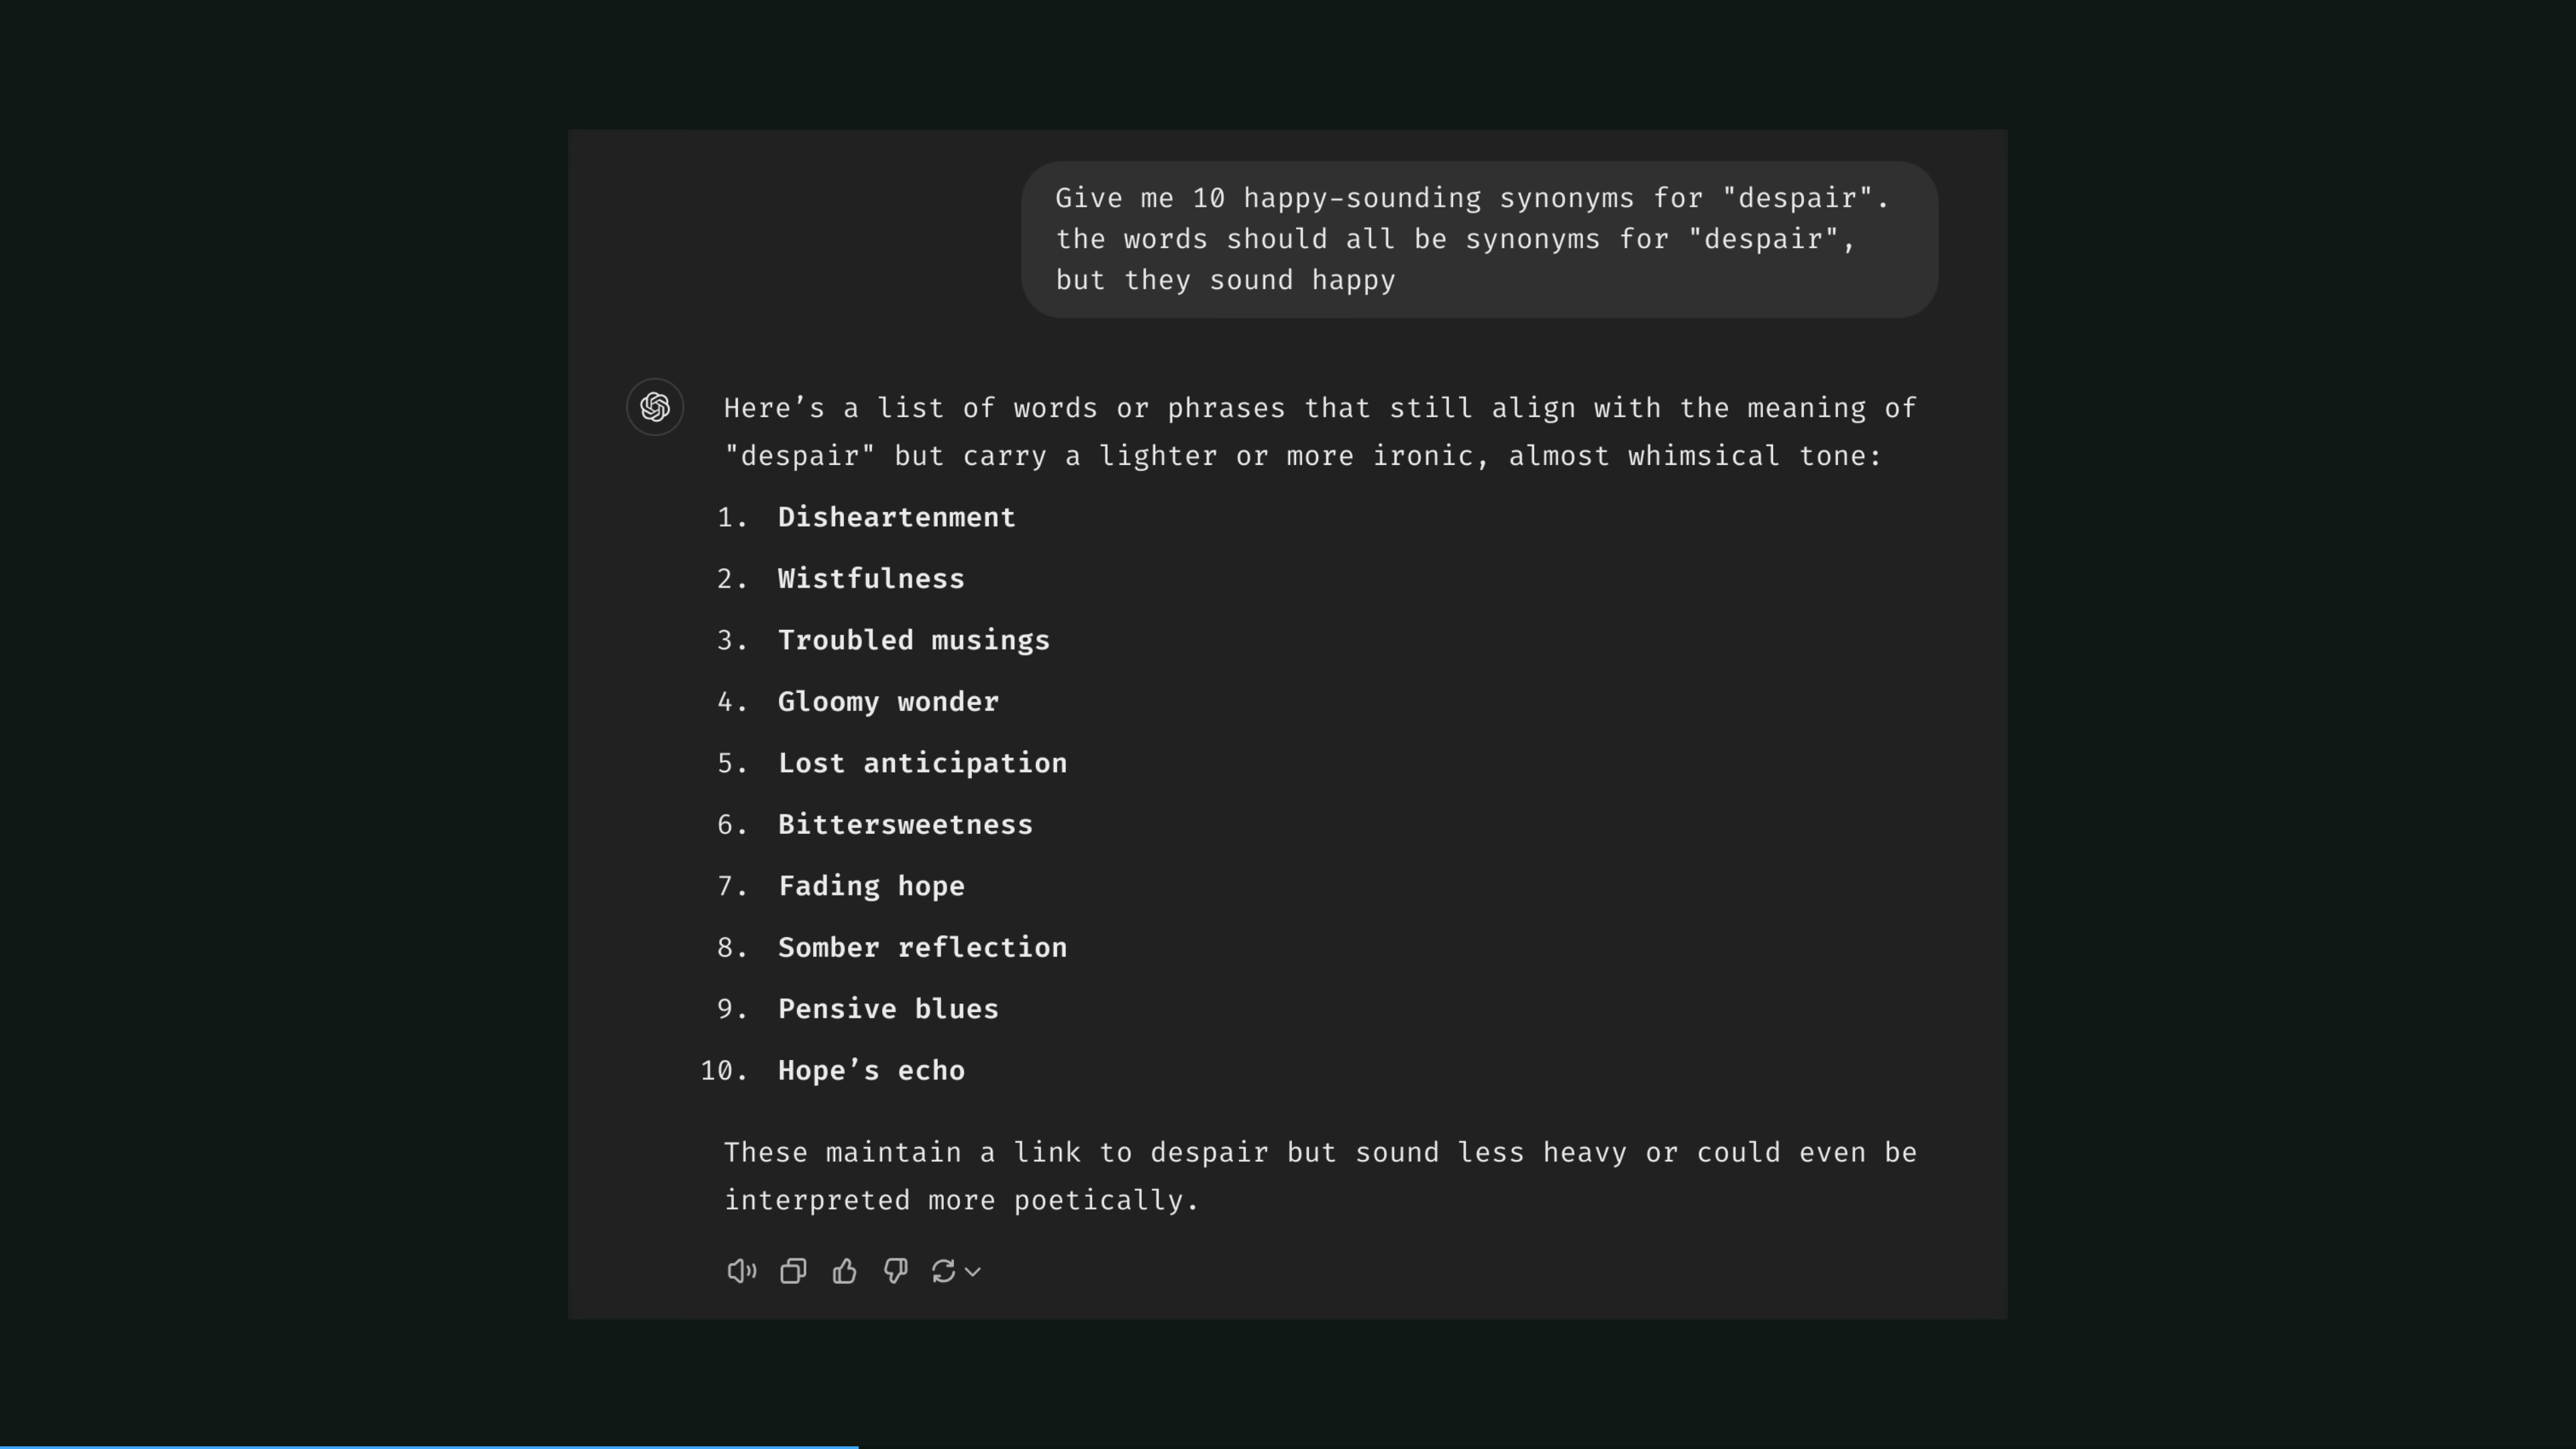 Give me 10 happy-sounding synonyms for "despair".
the words should all be synonyms for "despair",
but they sound happy
Here’s a list of words or phrases that still align with the meaning of
"despair" but carry a lighter or more ironic, almost whimsical tone:
1. Disheartenment
2. Wistfulness
3. Troubled musings
4. Gloomy wonder
5. Lost anticipation
6. Bittersweetness
7. Fading hope
8. Somber reflection
9. Pensive blues
10. Hope’s echo
These maintain a link to despair but sound less heavy or could even be
interpreted more poetically.